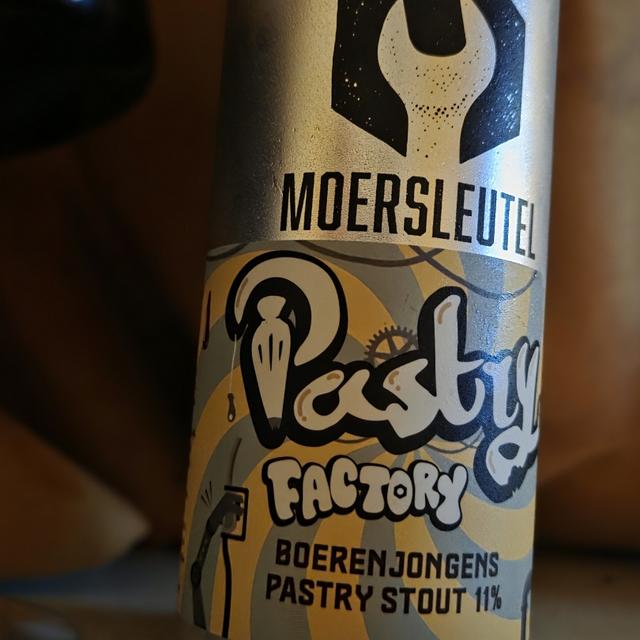 MOERSLEUTEL
Pastry
FACTORY
BOERENJONGENS
PASTRY STOUT 11%